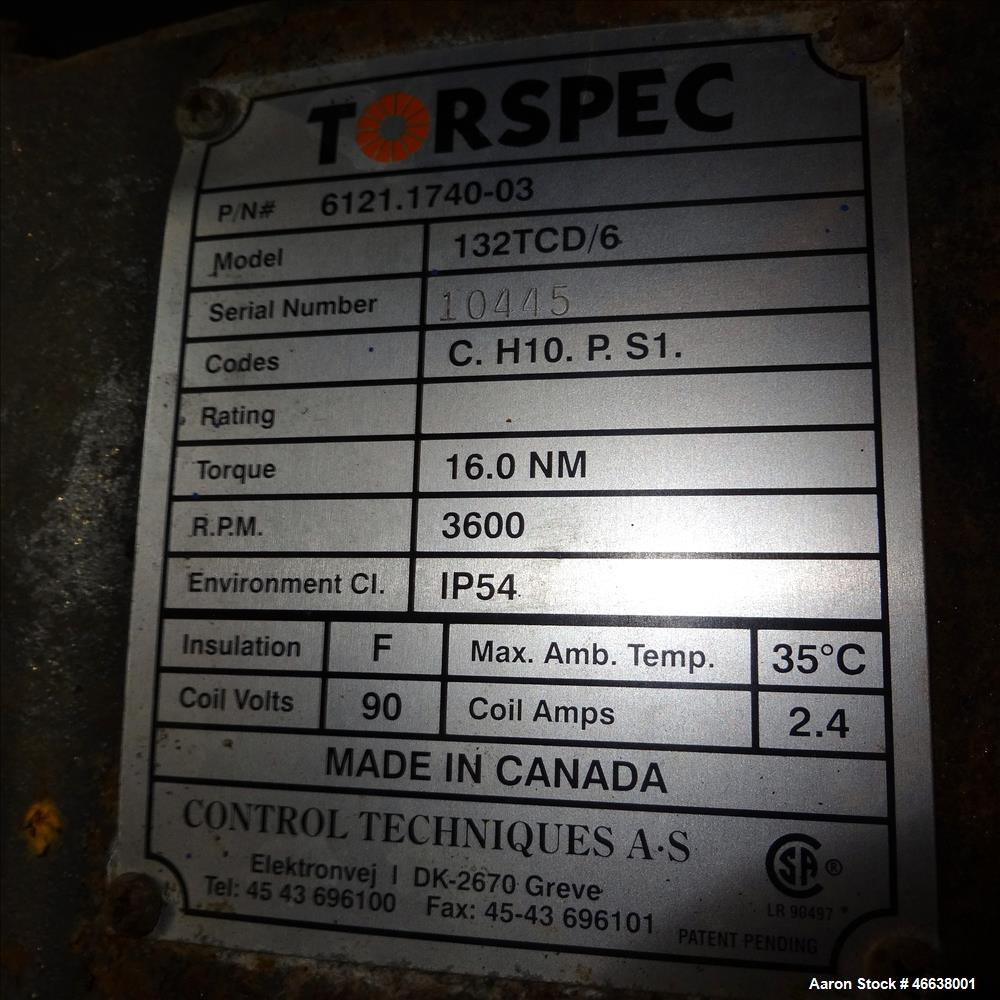 TORSPEC
P/N# 6121.1740-03
Model 132TCD/6
Serial Number 10445
Codes C. H10. P. S1.
Rating
Torque 16.0 NM
R.P.M. 3600
Environment Cl. IP54
Insulation F Max. Amb. Temp. 35°C
Coil Volts 90 Coil Amps 2.4
MADE IN CANADA
CONTROL TECHNIQUES A·S
Elektronvej I DK-2670 Greve
Tel: 45 43 696100 Fax: 45-43 696101
SA ®
LR 90497
PATENT PENDING
Aaron Stock # 46638001